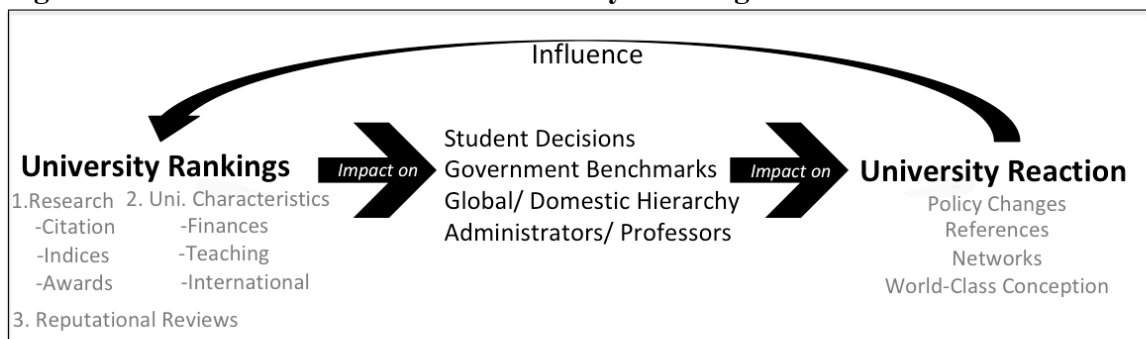 Influence
University Rankings
1.Research 2. Uni. Characteristics
-Citation -Finances
-Indices -Teaching
-Awards -International
3. Reputational Reviews
Impact on
Student Decisions
Government Benchmarks
Global/ Domestic Hierarchy
Administrators/ Professors
Impact on
University Reaction
Policy Changes
References
Networks
World-Class Conception